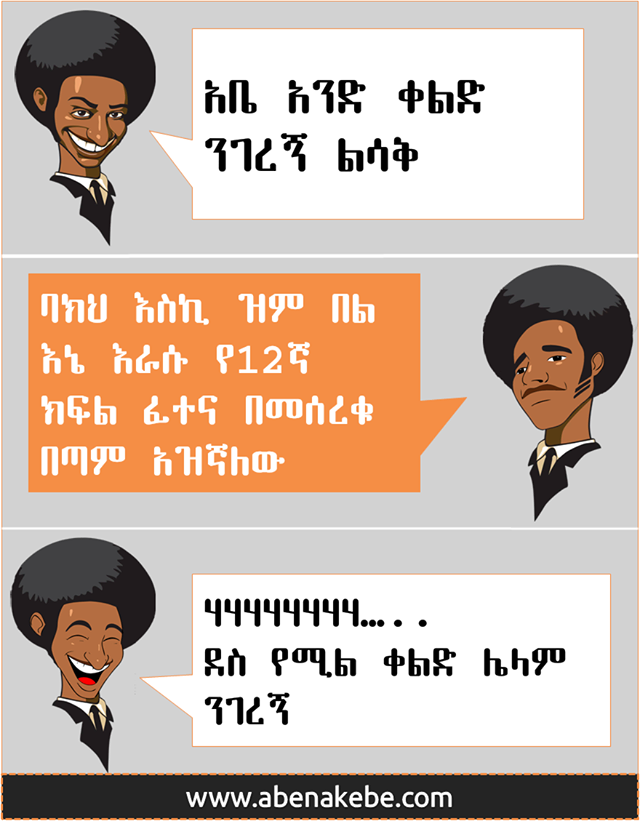 አቤ አንድ ቀልድ
ንገረኝ ልሳቅ
ባክህ እስኪ ዝም በል
እኔ እራሱ የ12ኛ
ክፍል ፈተና በመሰረቁ
በጣም አዝኛለው
ሃሃሃሃሃሃሃሃ.....
ደስ የሚል ቀልድ ሌላም
ንገረኝ
www.abenakebe.com